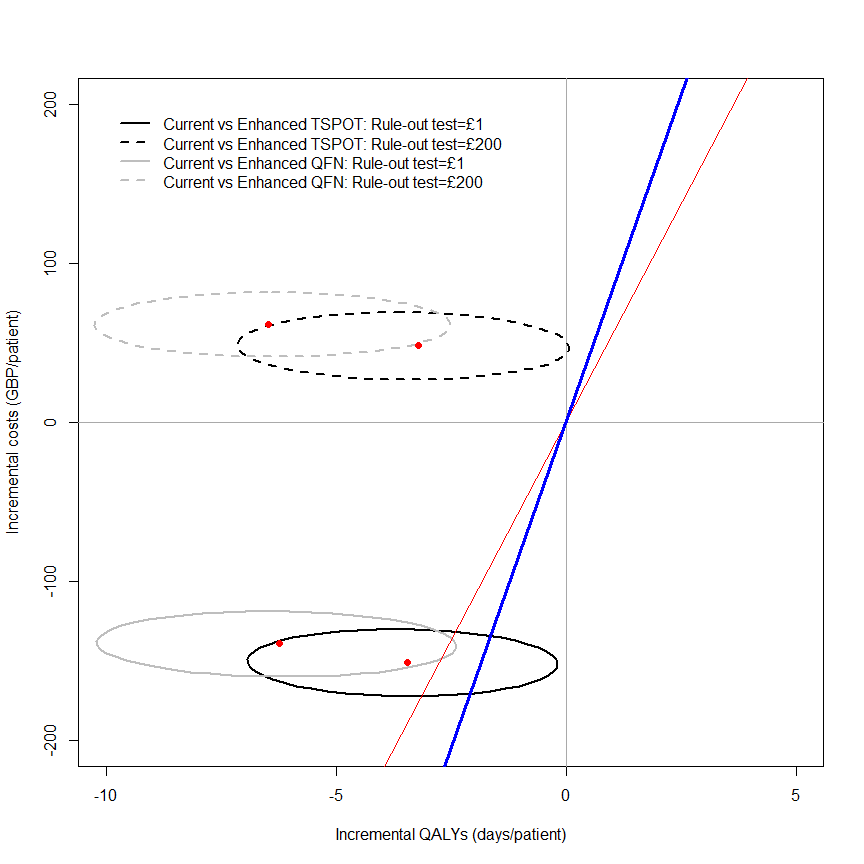 Current vs Enhanced TSPOT: Rule-out test=£1
Current vs Enhanced TSPOT: Rule-out test=£200
Current vs Enhanced QFN: Rule-out test=£1
Current vs Enhanced QFN: Rule-out test=£200
200
100
0
-100
-200
Incremental costs (GBP/patient)
-10
-5
0
5
Incremental QALYs (days/patient)